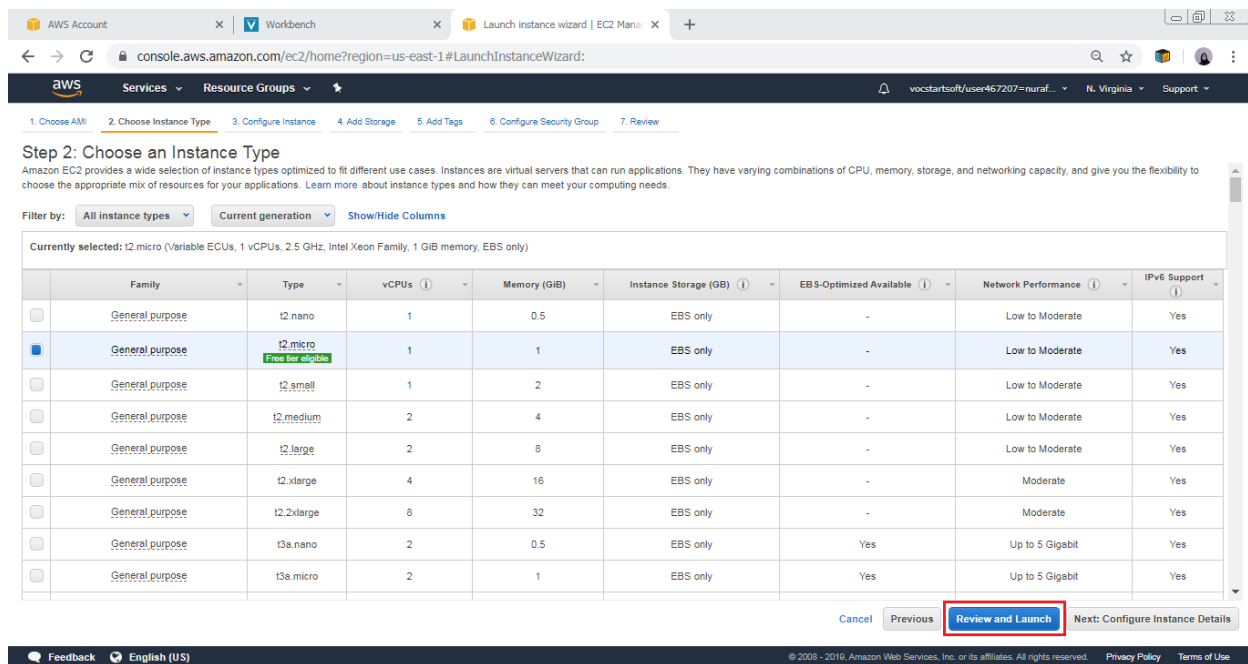 AWS Account
Workbench
Launch instance wizard | EC2 Mana
console.aws.amazon.com/ec2/home?region=us-east-1#LaunchInstanceWizard:
aws Services Resource Groups vocstartsoft/user467207=nuraf... N. Virginia Support
1. Choose AMI 2. Choose Instance Type 3. Configure Instance 4. Add Storage 5. Add Tags 6. Configure Security Group 7. Review
Step 2: Choose an Instance Type
Amazon EC2 provides a wide selection of instance types optimized to fit different use cases. Instances are virtual servers that can run applications. They have varying combinations of CPU, memory, storage, and networking capacity, and give you the flexibility to
choose the appropriate mix of resources for your applications. Learn more about instance types and how they can meet your computing needs.
Filter by: All instance types Current generation Show/Hide Columns
Currently selected: t2.micro (Variable ECUs, 1 vCPUs, 2.5 GHz, Intel Xeon Family, 1 GiB memory, EBS only)
Family Type vCPUs Memory (GiB) Instance Storage (GB) EBS-Optimized Available Network Performance IPv6 Support
General purpose t2.nano 1 0.5 EBS only - Low to Moderate Yes
General purpose t2.micro 1 1 EBS only - Low to Moderate Yes
Free tier eligible
General purpose t2.small 1 2 EBS only - Low to Moderate Yes
General purpose t2.medium 2 4 EBS only - Low to Moderate Yes
General purpose t2.large 2 8 EBS only - Low to Moderate Yes
General purpose t2.xlarge 4 16 EBS only - Moderate Yes
General purpose t2.2xlarge 8 32 EBS only - Moderate Yes
General purpose t3a.nano 2 0.5 EBS only Yes Up to 5 Gigabit Yes
General purpose t3a.micro 2 1 EBS only Yes Up to 5 Gigabit Yes
Cancel Previous Review and Launch Next: Configure Instance Details
Feedback English (US) © 2008 - 2019, Amazon Web Services, Inc. or its affiliates. All rights reserved. Privacy Policy Terms of Use